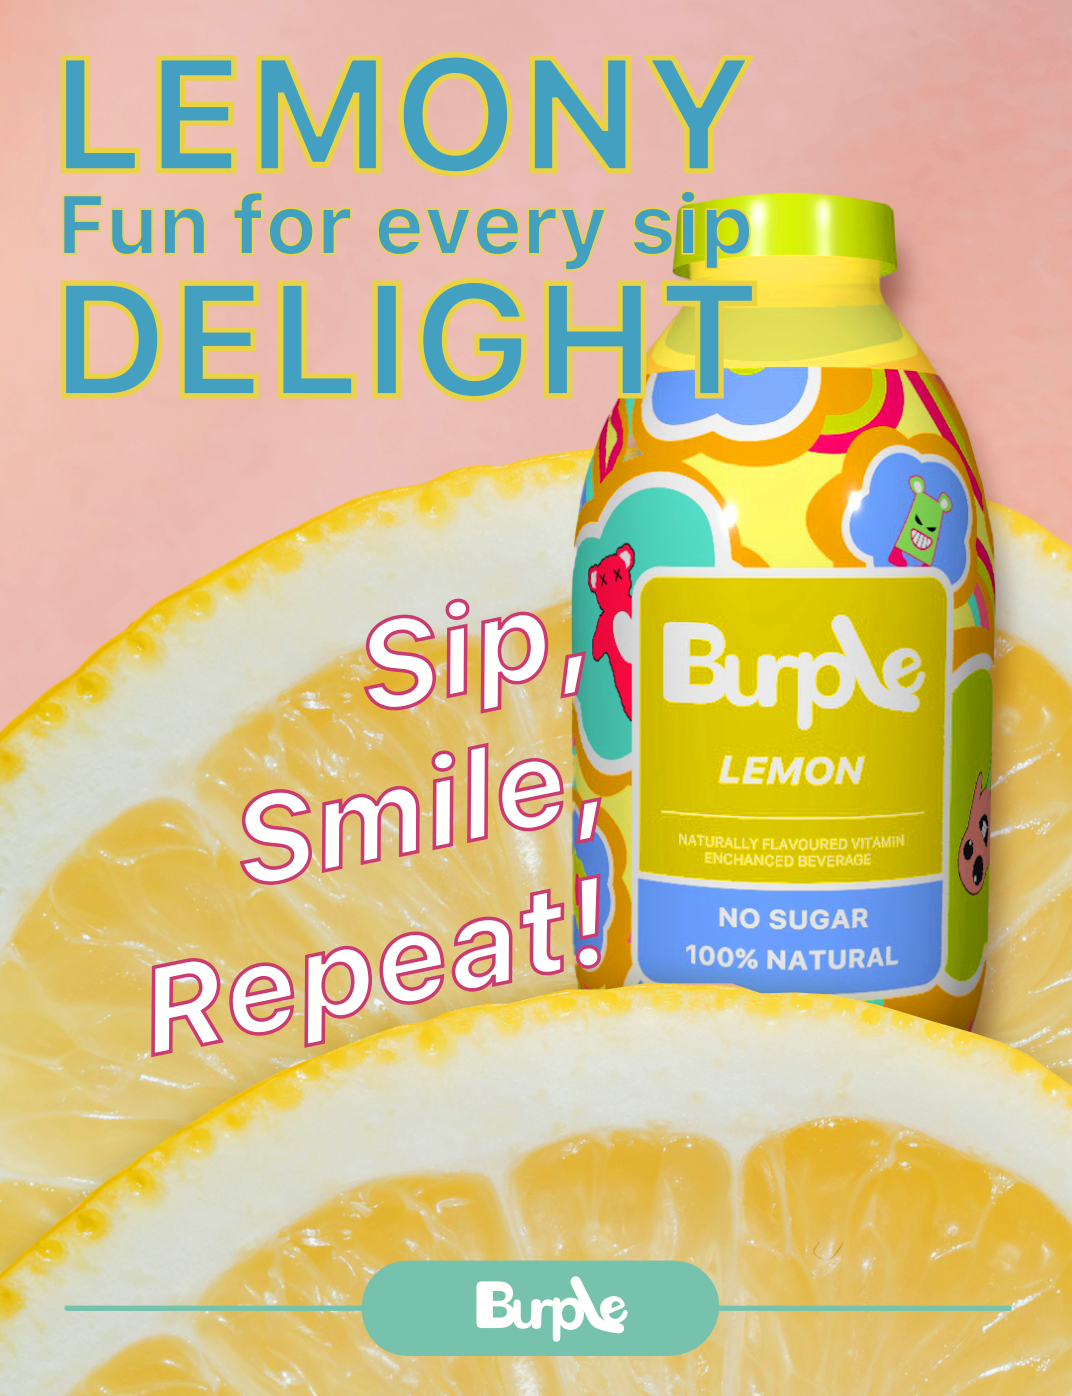 LEMONY
Fun for every sip
DELIGHT
Sip,
Smile,
Repeat!
Burple
LEMON
NATURALLY FLAVOURED VITAMIN
ENCHANCED BEVERAGE
NO SUGAR
100% NATURAL
Burple